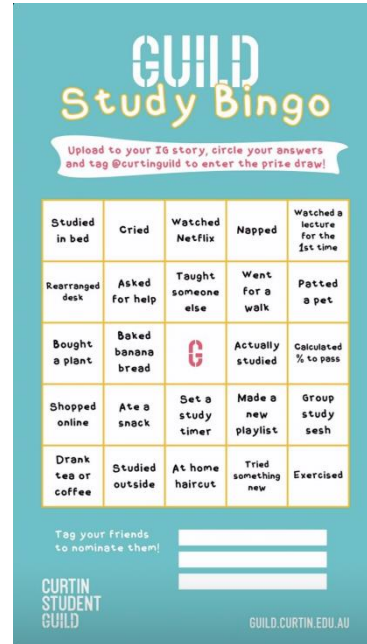 GUILD
Study Bingo
Upload to your IG story, circle your answers
and tag @curtinguild to enter the prize draw!
Studied
in bed
Cried
Watched
Netflix
Napped
Watched a
lecture
for the
1st time
Rearranged
desk
Asked
for help
Taught
someone
else
Went
for a
walk
Patted
a pet
Bought
a plant
Baked
banana
bread
G
Actually
studied
Calculated
% to pass
Shopped
online
Ate a
snack
Set a
study
timer
Made a
new
playlist
Group
study
sesh
Drank
tea or
coffee
Studied
outside
At home
haircut
Tried
something
new
Exercised
Tag your friends
to nominate them!
CURTIN
STUDENT
GUILD
GUILD.CURTIN.EDU.AU